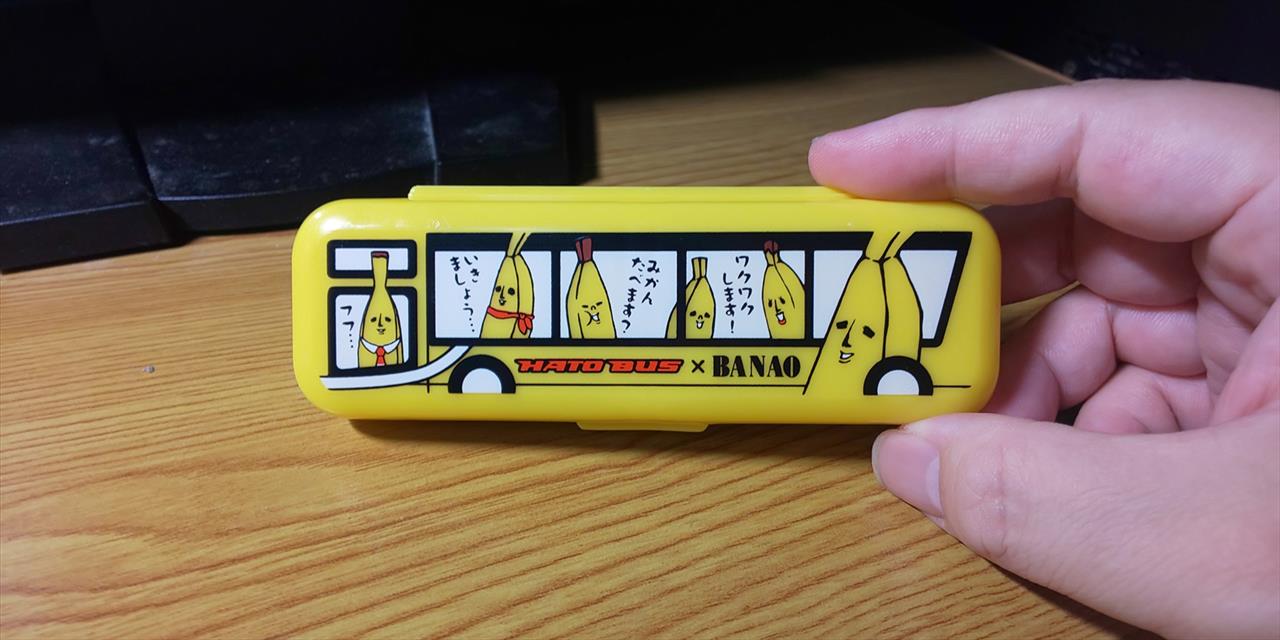 フフ…
いき
ましょう…
みかん
たべます?
ワクワク
します!
HATO BUS × BANAO